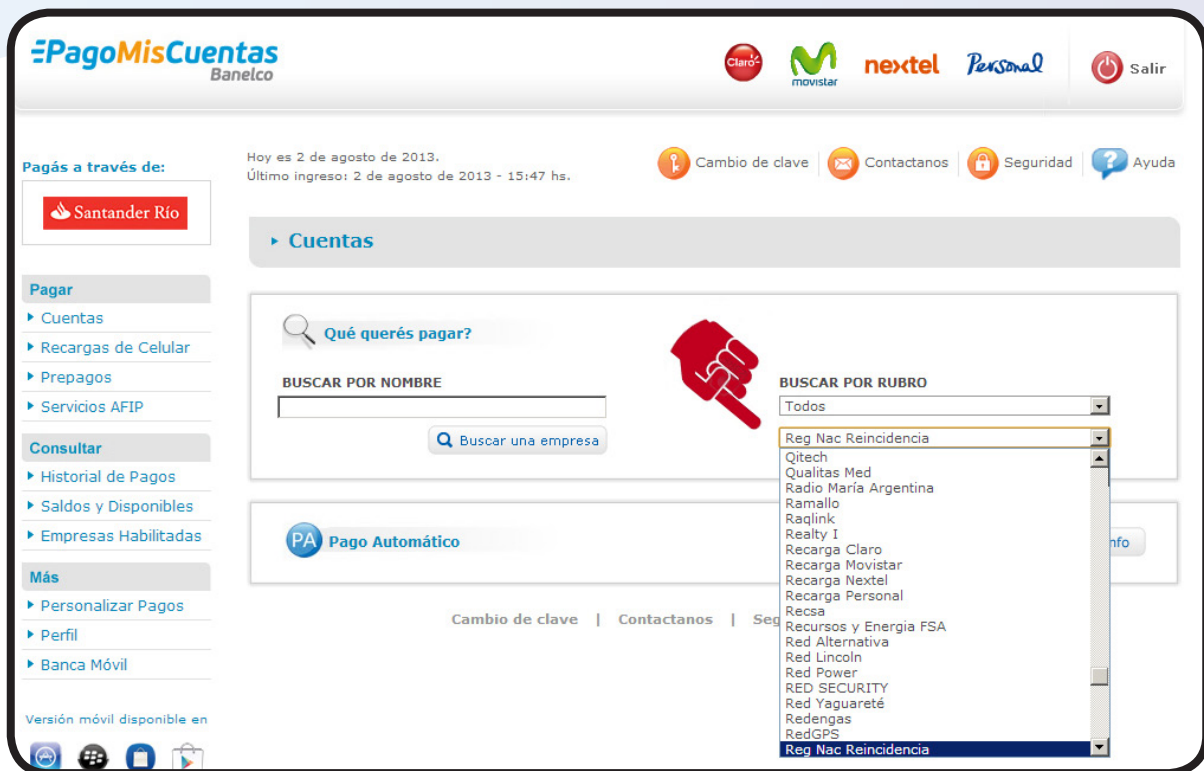 PagoMisCuentas
Banelco
Claro
movistar
nextel
Personal
Salir
Pagás a través de:
Santander Río
Hoy es 2 de agosto de 2013.
Último ingreso: 2 de agosto de 2013 - 15:47 hs.
Cambio de clave
Contactanos
Seguridad
Ayuda
Cuentas
Pagar
Cuentas
Recargas de Celular
Prepagos
Servicios AFIP
Consultar
Historial de Pagos
Saldos y Disponibles
Empresas Habilitadas
Más
Personalizar Pagos
Perfil
Banca Móvil
Versión móvil disponible en
Qué querés pagar?
BUSCAR POR NOMBRE
Buscar una empresa
BUSCAR POR RUBRO
Todos
Reg Nac Reincidencia
Qitech
Qualitas Med
Radio María Argentina
Ramallo
Raqlink
Realty I
Recarga Claro
Recarga Movistar
Recarga Nextel
Recarga Personal
Recsa
Recursos y Energia FSA
Red Alternativa
Red Lincoln
Red Power
RED SECURITY
Red Yaguareté
Redengas
RedGPS
Reg Nac Reincidencia
PA Pago Automático
nfo
Cambio de clave | Contactanos | Seg